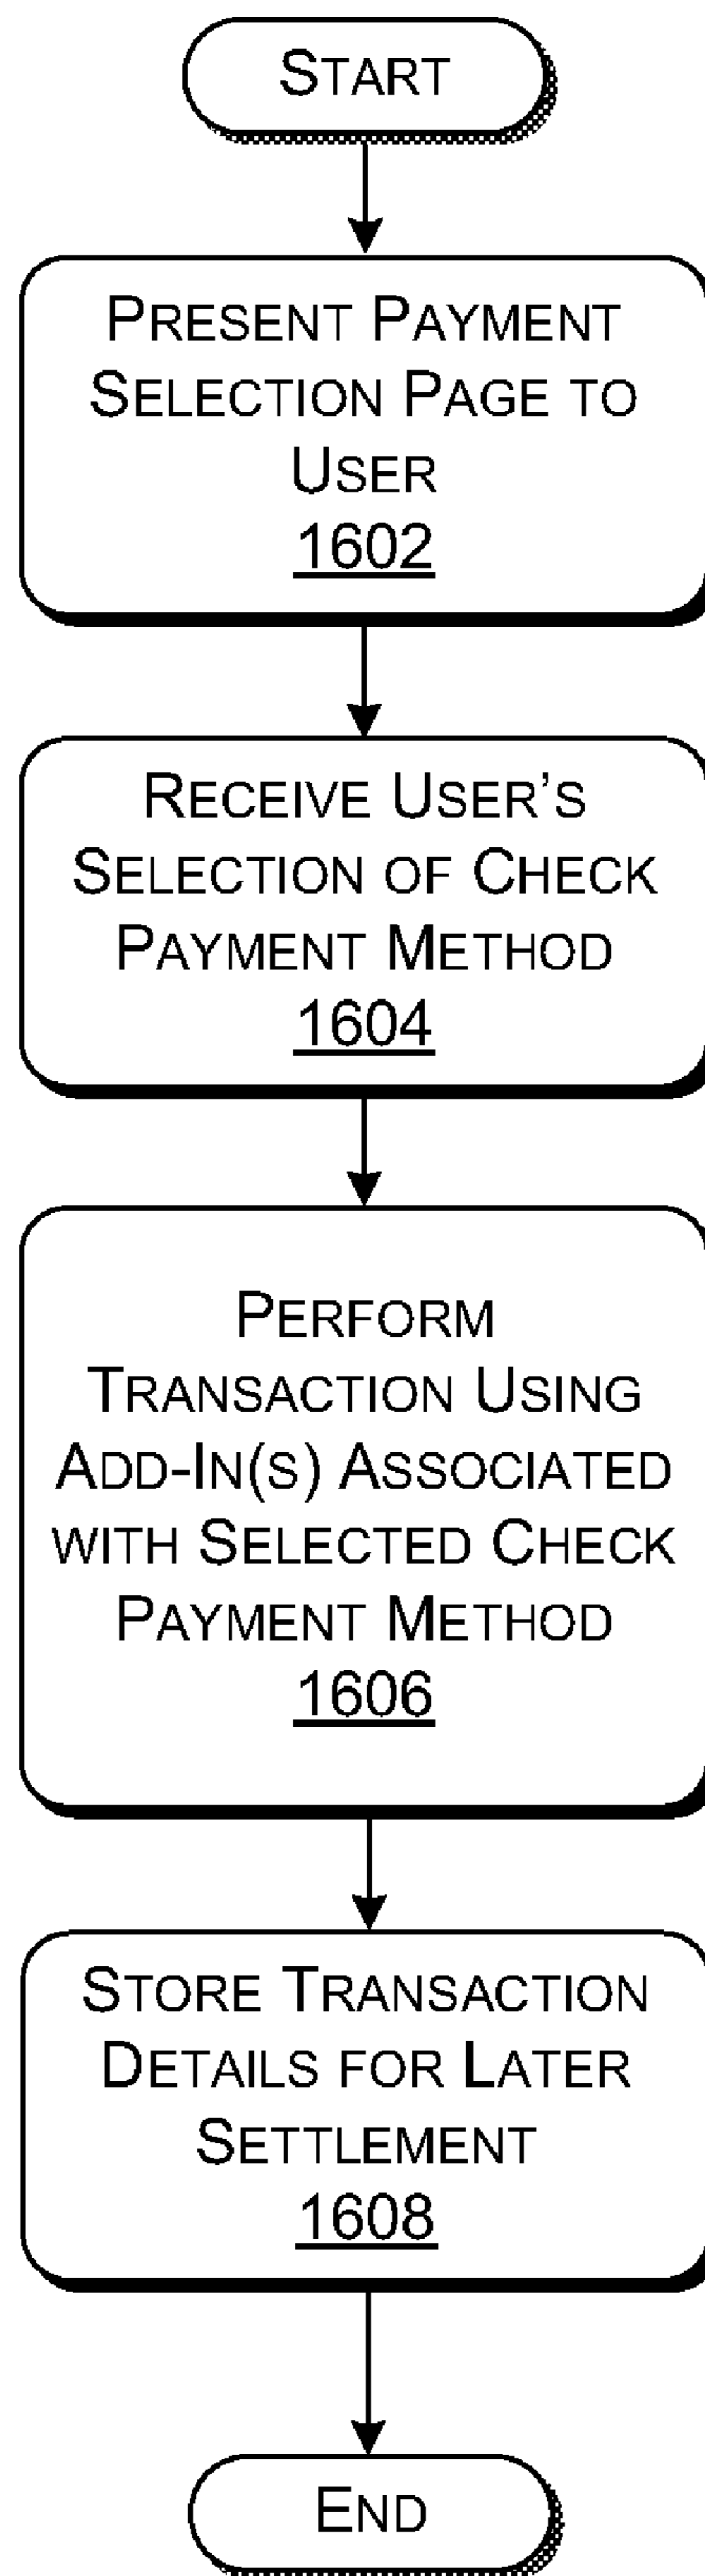 START
PRESENT PAYMENT
SELECTION PAGE TO
USER
1602
RECEIVE USER'S
SELECTION OF CHECK
PAYMENT METHOD
1604
PERFORM
TRANSACTION USING
ADD-IN(S) ASSOCIATED
WITH SELECTED CHECK
PAYMENT METHOD
1606
STORE TRANSACTION
DETAILS FOR LATER
SETTLEMENT
1608
END